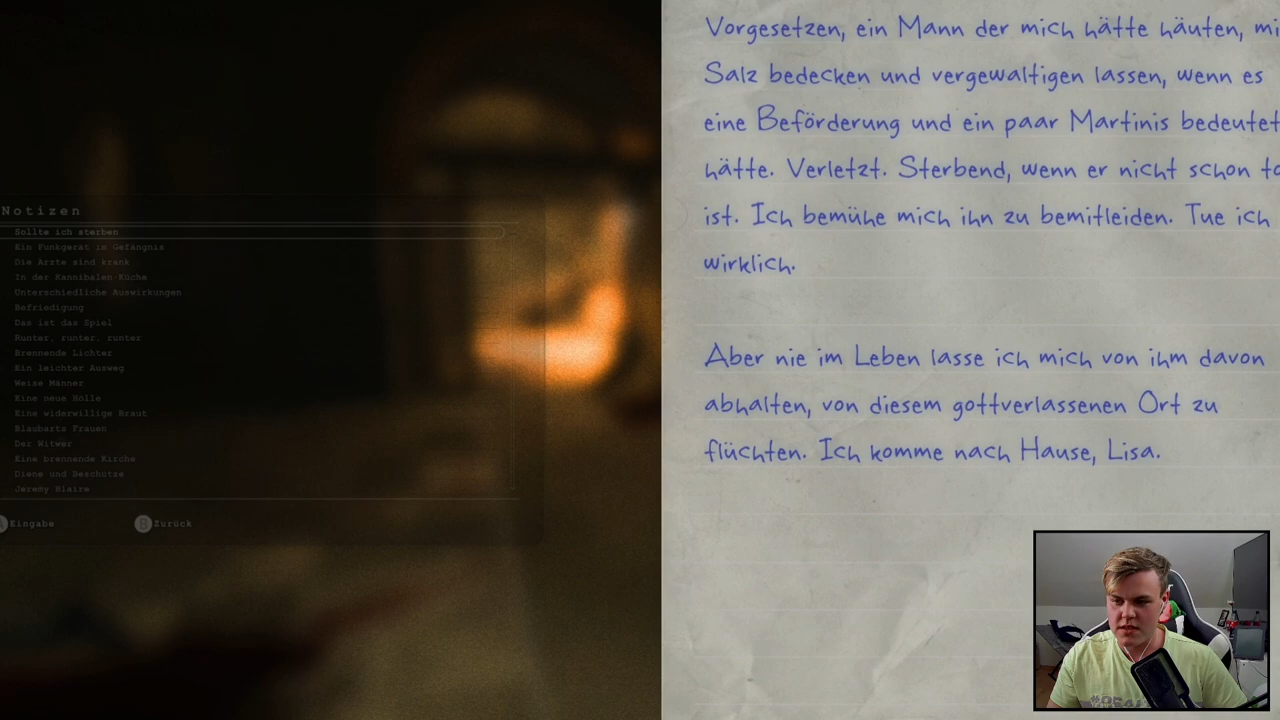 Notizen
Sollte ich sterben
Ein Funkgerät im Gefängnis
Die Ärzte sind krank
In der Kannibalen-Küche
Unterschiedliche Auswirkungen
Befriedigung
Das ist das Spiel
Runter, runter, runter
Brennende Lichter
Ein leichter Ausweg
Weise Männer
Eine neue Hölle
Eine widerwillige Braut
Blaubarts Frauen
Der Witwer
Eine brennende Kirche
Diene und Beschütze
Jeremy Blaire
A Eingabe
B Zurück
Vorgesetzen, ein Mann der mich hätte häuten, mi
Salz bedecken und vergewaltigen lassen, wenn es
eine Beförderung und ein paar Martinis bedeutet
hätte. Verletzt. Sterbend, wenn er nicht schon to
ist. Ich bemühe mich ihn zu bemitleiden. Tue ich
wirklich.
Aber nie im Leben lasse ich mich von ihm davon
abhalten, von diesem gottverlassenen Ort zu
flüchten. Ich komme nach Hause, Lisa.